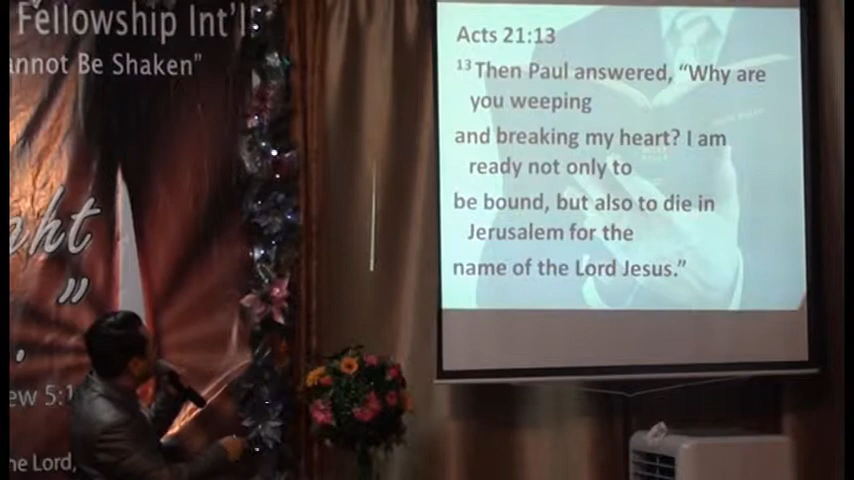 Fellowship Int'l
annot Be Shaken"
ght
"
ew 5:1
he Lord,
Acts 21:13
13 Then Paul answered, "Why are
you weeping
and breaking my heart? I am
ready not only to
be bound, but also to die in
Jerusalem for the
name of the Lord Jesus."